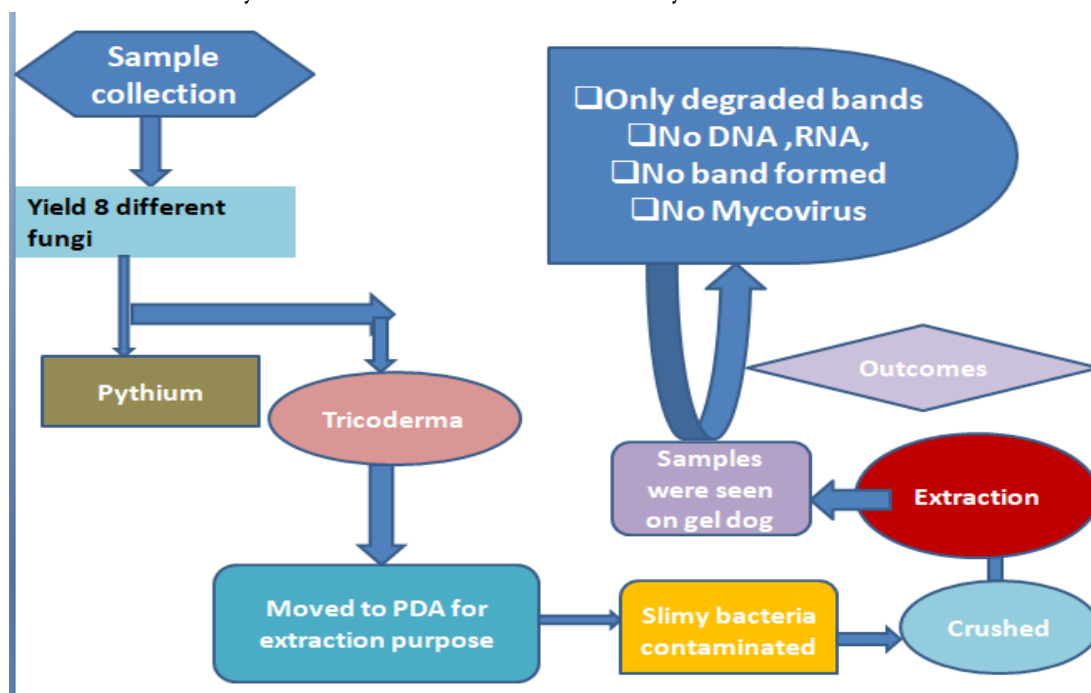 Sample
collection
Yield 8 different
fungi
Pythium
Tricoderma
Moved to PDA for
extraction purpose
Slimy bacteria
contaminated
Crushed
Extraction
Samples
were seen
on gel dog
Outcomes
❑Only degraded bands
❑No DNA ,RNA,
❑No band formed
❑No Mycovirus